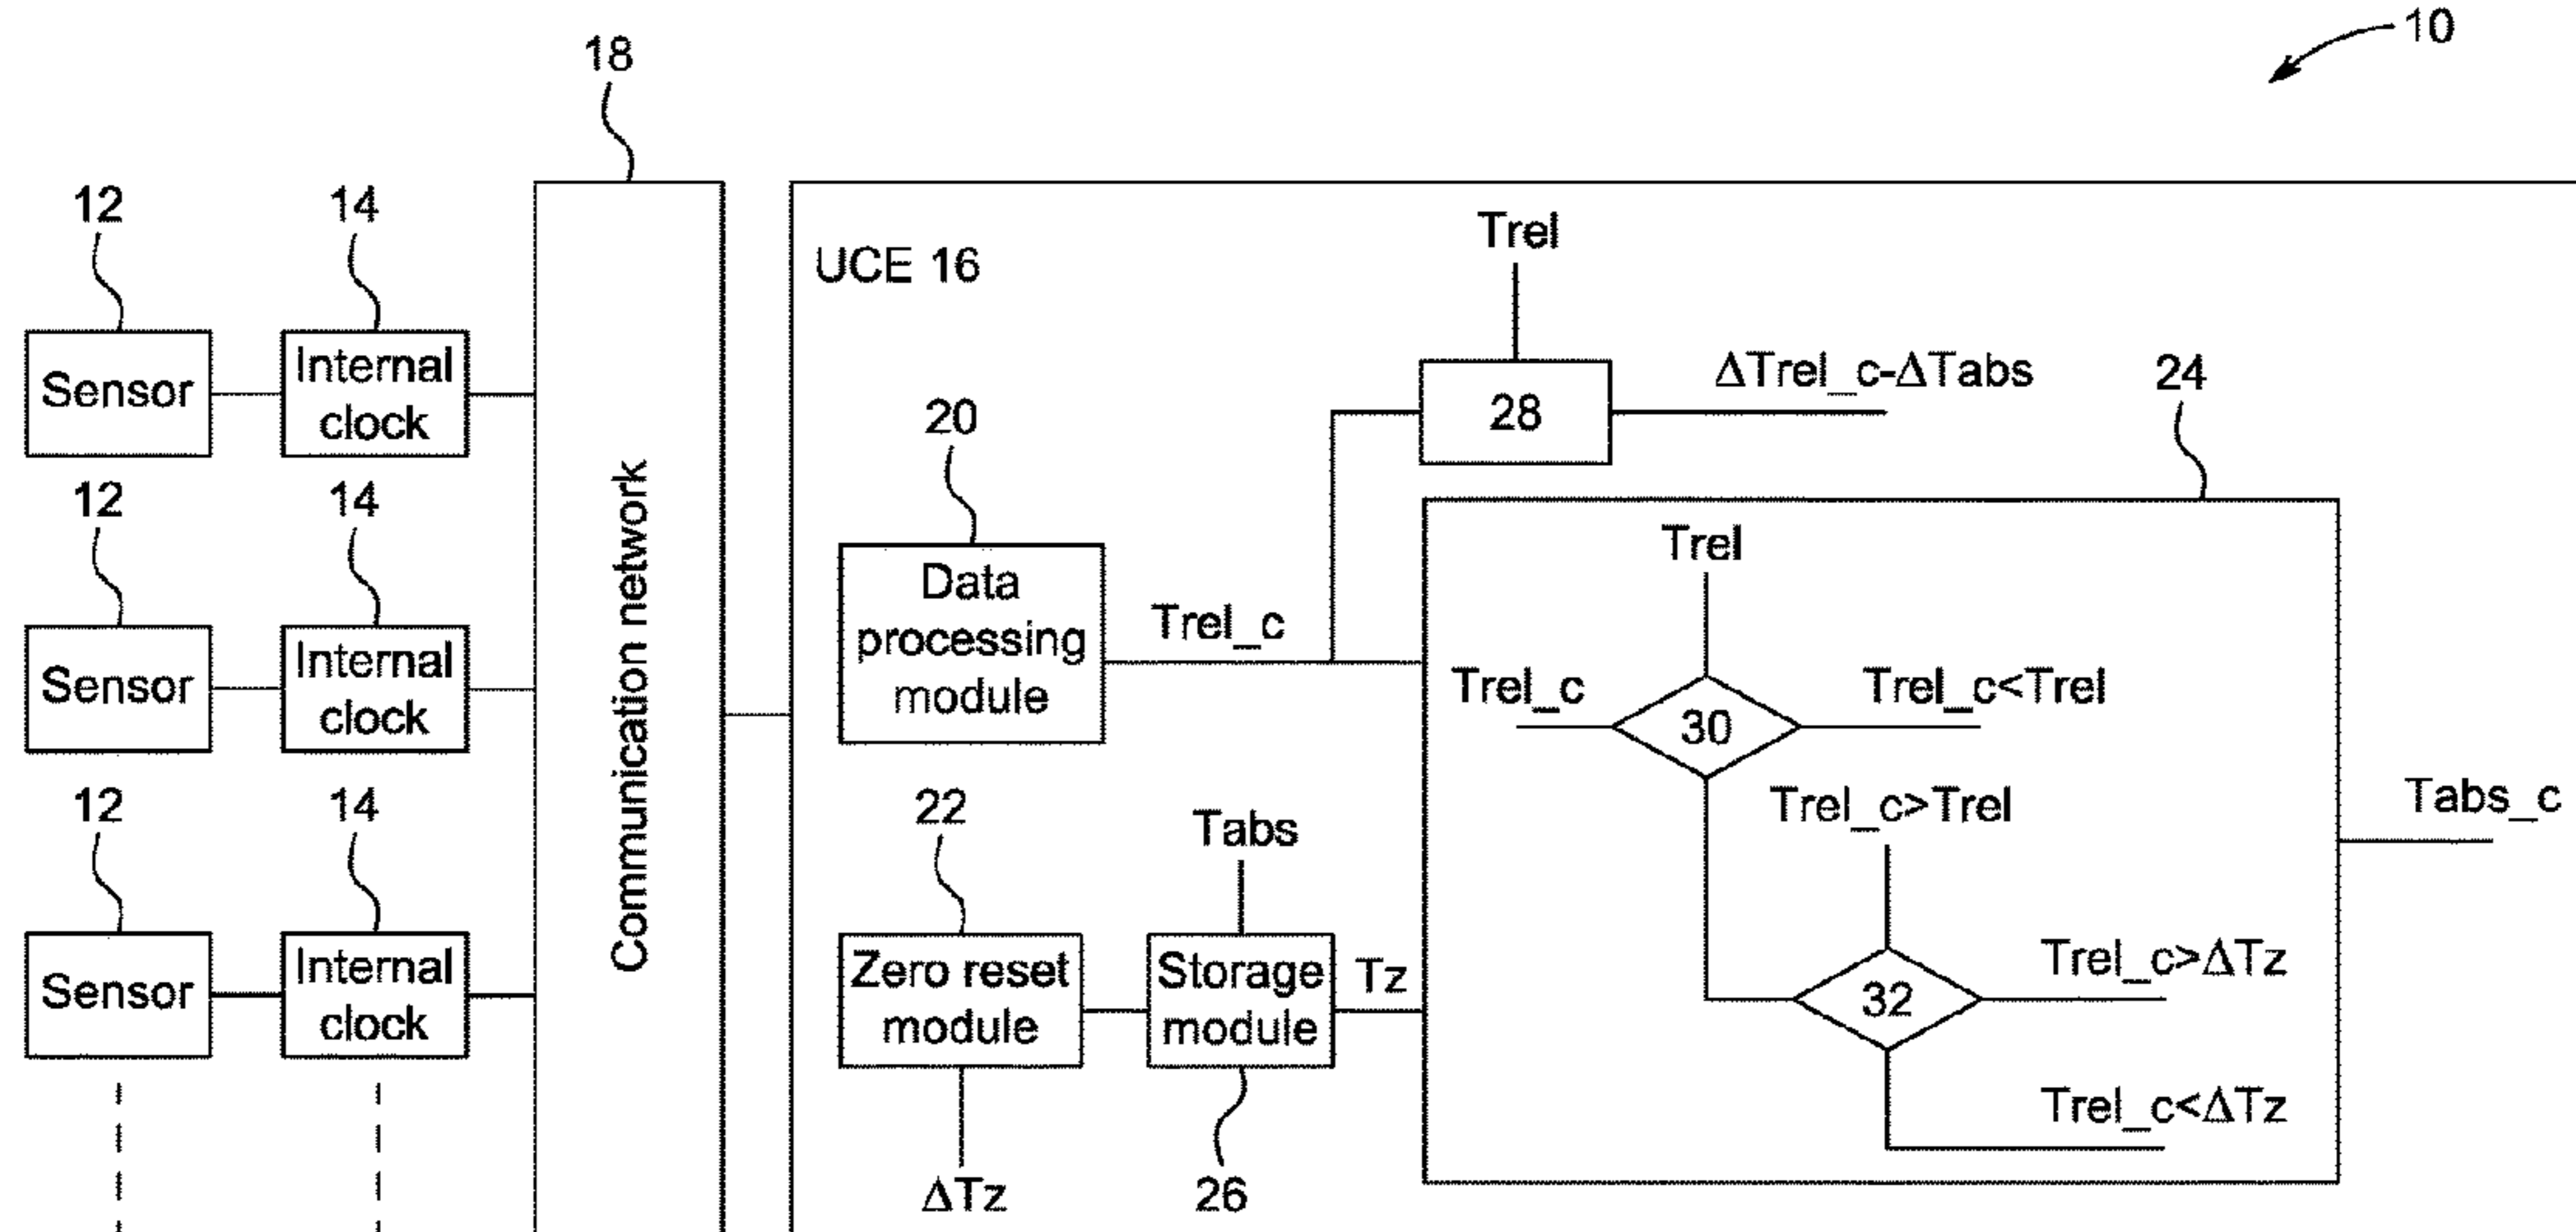 10
18
12
14
Trel
UCE 16
Sensor
Internal
clock
28
ΔTrel_c-ΔTabs
24
20
12
14
Communication network
Data
processing
module
Trel_c
Trel
Sensor
Internal
clock
Trel_c
30
Trel_c<Trel
12
14
22
Tabs
Trel_c>Trel
Tabs_c
Sensor
Internal
clock
Zero reset
module
Storage
module
Tz
32
Trel_c>ΔTz
Trel_c<ΔTz
ΔTz
26